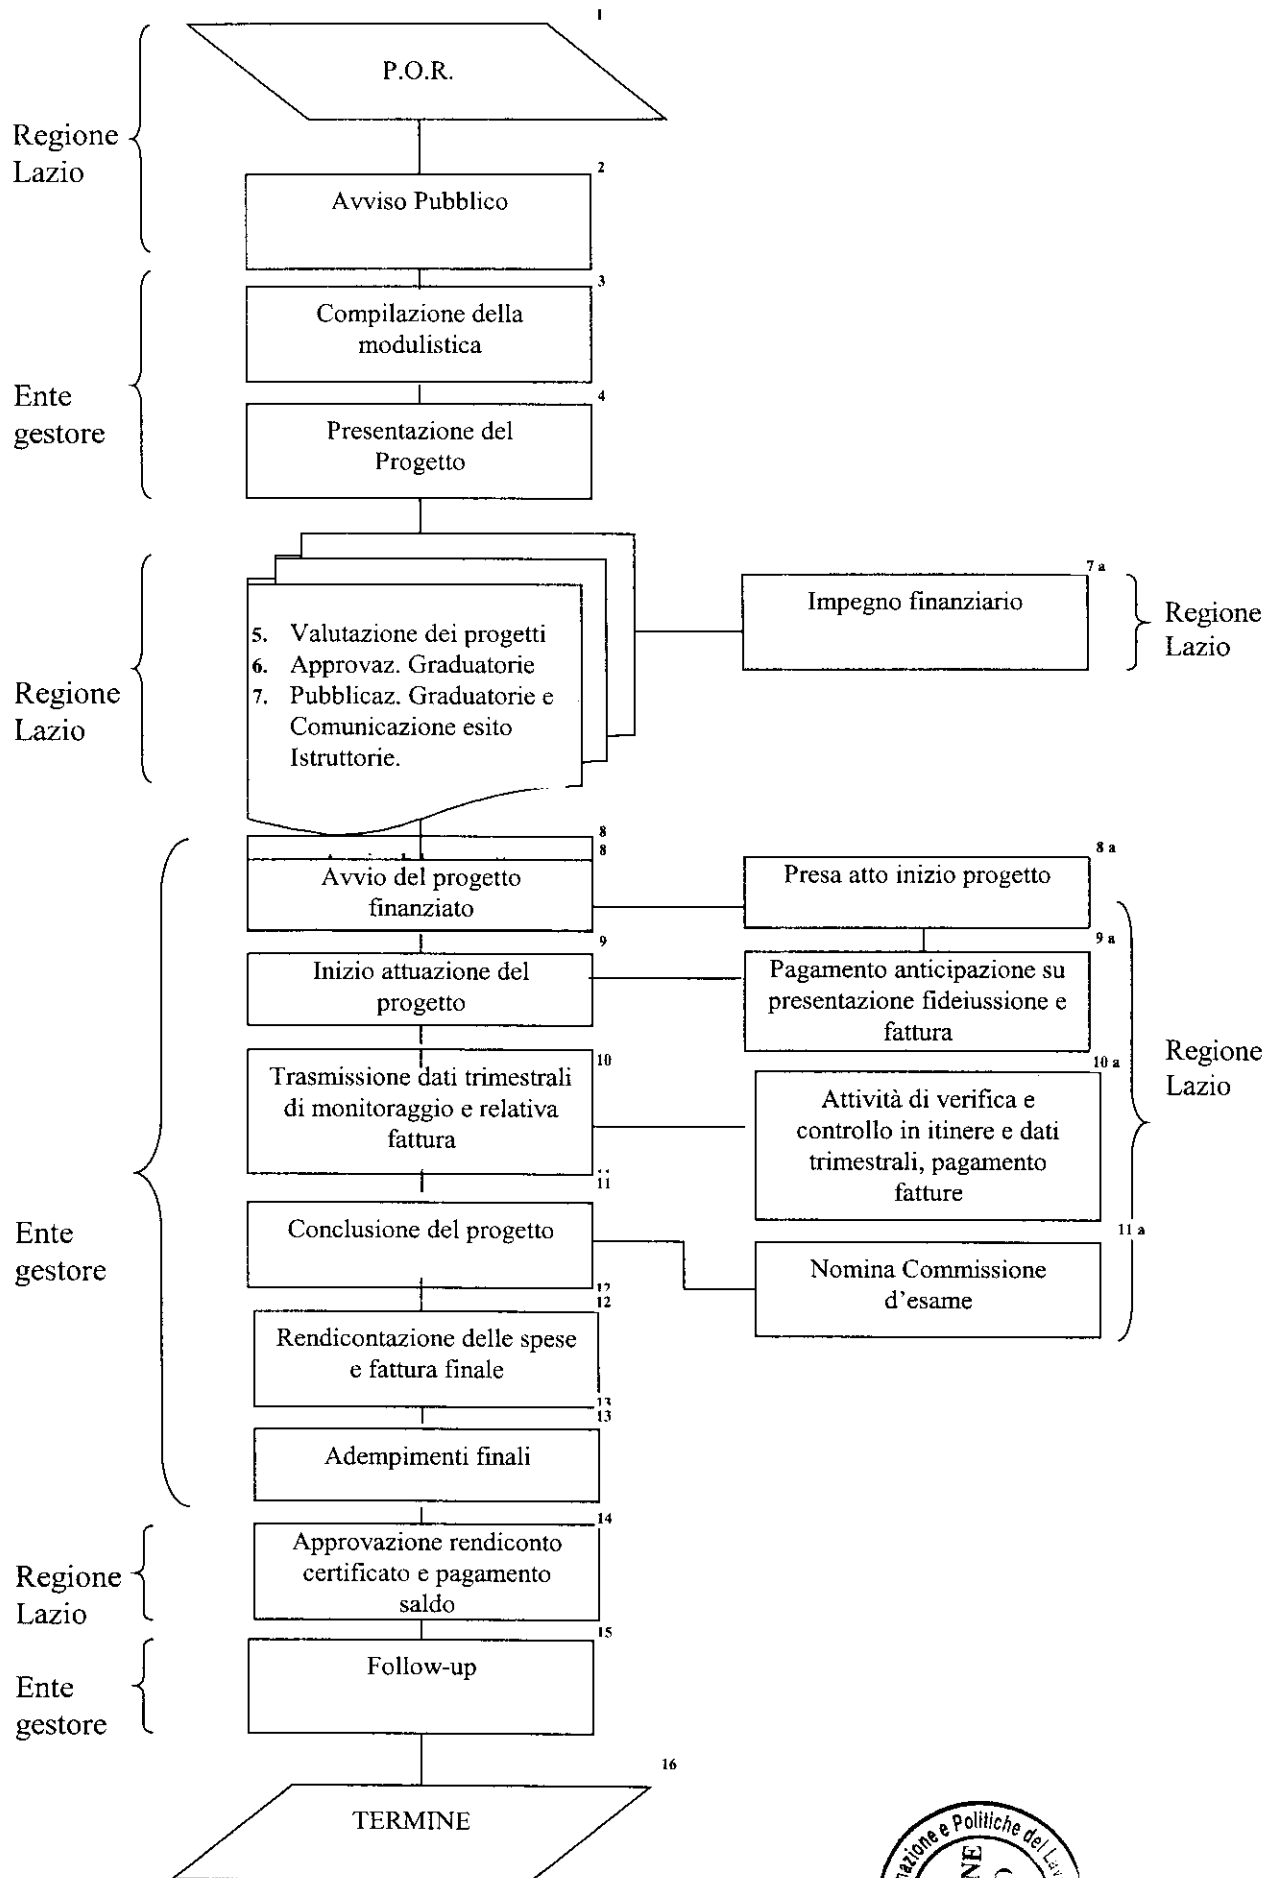 1
P.O.R.
Regione
Lazio
2
Avviso Pubblico
3
Compilazione della
modulistica
Ente
gestore
4
Presentazione del
Progetto
7 a
Impegno finanziario
Regione
Lazio
5. Valutazione dei progetti
6. Approvaz. Graduatorie
7. Pubblicaz. Graduatorie e
Comunicazione esito
Istruttorie.
Regione
Lazio
8
8
Avvio del progetto
finanziato
8 a
Presa atto inizio progetto
9
Inizio attuazione del
progetto
9 a
Pagamento anticipazione su
presentazione fideiussione e
fattura
Regione
Lazio
10
Trasmissione dati trimestrali
di monitoraggio e relativa
fattura
10 a
Attività di verifica e
controllo in itinere e dati
trimestrali, pagamento
fatture
11
Conclusione del progetto
Ente
gestore
11 a
Nomina Commissione
d'esame
12
12
Rendicontazione delle spese
e fattura finale
13
13
Adempimenti finali
14
Approvazione rendiconto
certificato e pagamento
saldo
Regione
Lazio
15
Follow-up
Ente
gestore
16
TERMINE
e Politiche del